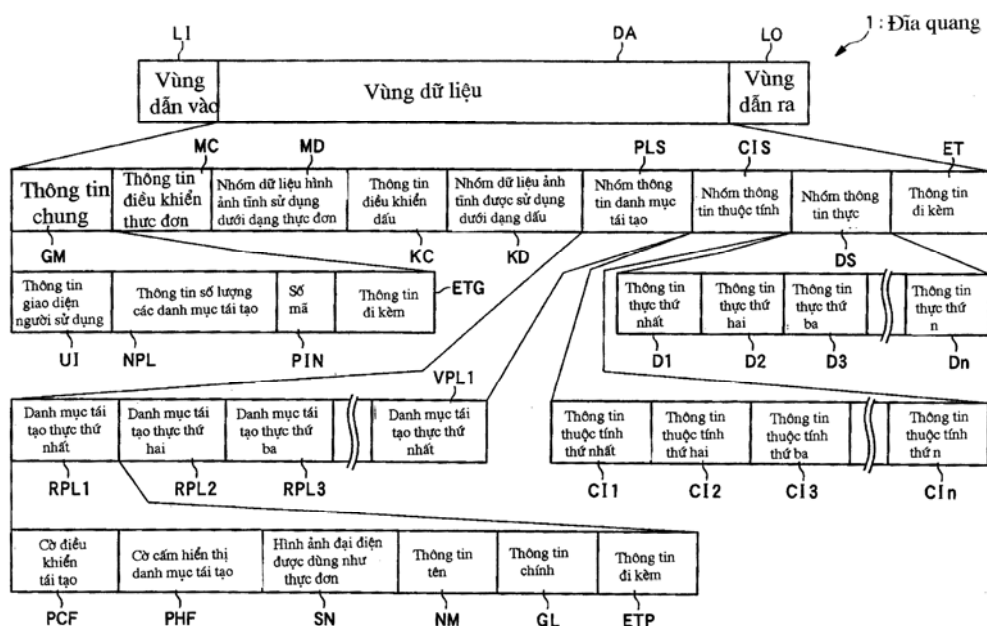 LI
DA
LO
1: Đĩa quang
Vùng
dẫn vào
Vùng dữ liệu
Vùng
dẫn ra
MC
MD
PLS
CIS
ET
Thông tin
chung
Thông tin
điều khiển
thực đơn
Nhóm dữ liệu hình
ảnh tĩnh sử dụng
dưới dạng thực đơn
Thông tin
điều khiển
dấu
Nhóm dữ liệu ảnh
tĩnh được sử dụng
dưới dạng dấu
Nhóm thông
tin danh mục
tái tạo
Nhóm thông
tin thuộc tính
Nhóm thông
tin thực
Thông tin
đi kèm
GM
KC
KD
DS
Thông tin
giao diện
người sử dụng
Thông tin số lượng
các danh mục tái tạo
Số
mã
Thông tin
đi kèm
ETG
Thông tin
thực thứ
nhất
Thông tin
thực thứ
hai
Thông tin
thực thứ
ba
Thông tin
thực thứ
n
UI
NPL
PIN
D1
D2
D3
Dn
VPL1
Danh mục tái
tạo thực thứ
nhất
Danh mục tái
tạo thực thứ
hai
Danh mục tái
tạo thực thứ
ba
Danh mục tái
tạo thực thứ
nhất
Thông tin
thuộc tính
thứ nhất
Thông tin
thuộc tính
thứ hai
Thông tin
thuộc tính
thứ ba
Thông tin
thuộc tính
thứ n
RPL1
RPL2
RPL3
CI1
CI2
CI3
CIn
Cờ điều
khiển
tái tạo
Cờ cấm hiển thị
danh mục tái tạo
Hình ảnh đại điện
được dùng như
thực đơn
Thông tin
tên
Thông tin
chính
Thông tin
đi kèm
PCF
PHF
SN
NM
GL
ETP